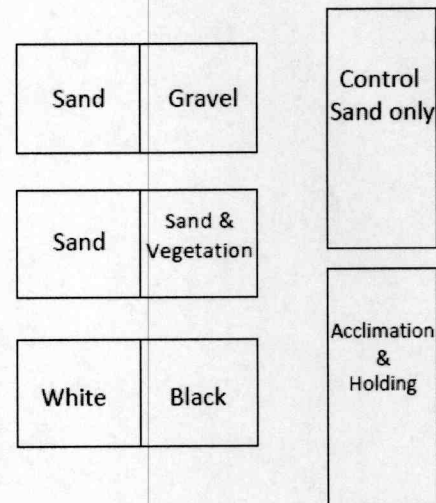 Sand
Gravel
Control
Sand only
Sand
Sand &
Vegetation
Acclimation
&
Holding
White
Black